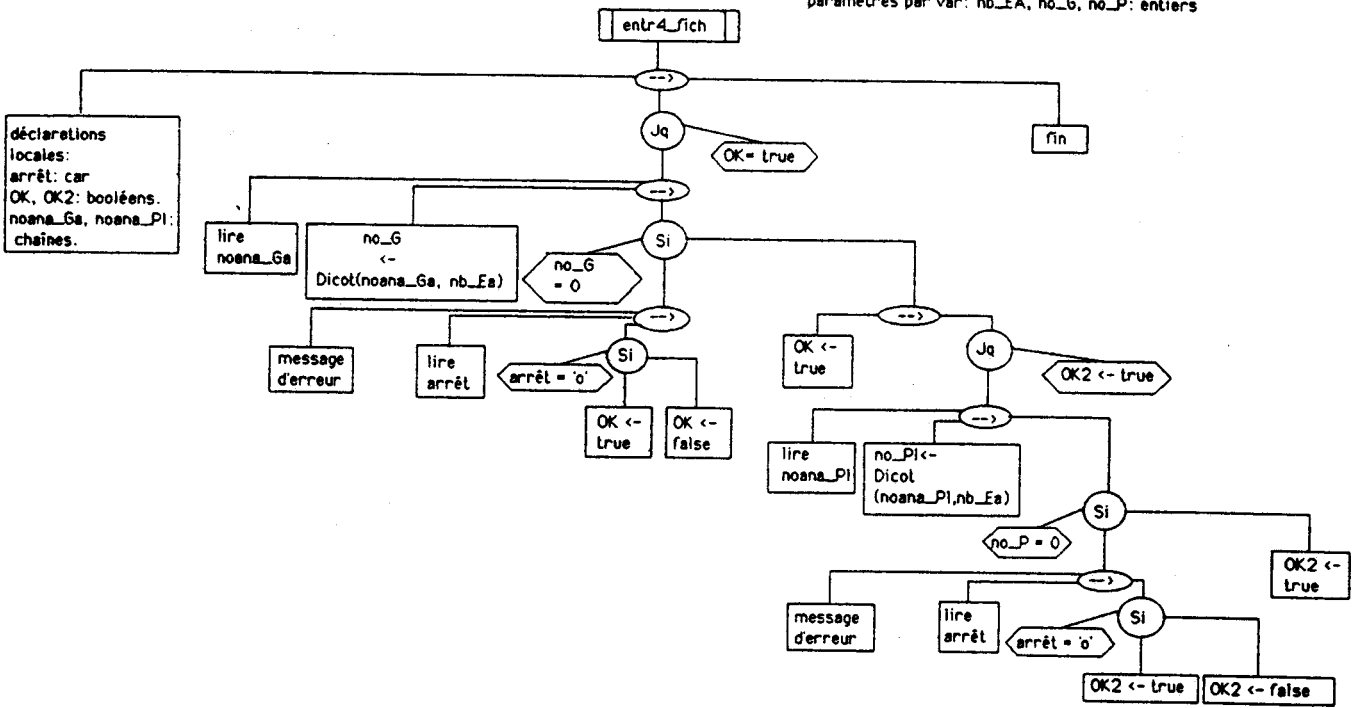 paramètres par var: nb_EA, no_G, no_P: entiers
entr4_fich
-->
déclarations
locales:
arrêt: car
OK, OK2: booléens.
noana_Ga, noana_Pl:
chaînes.
Jq
OK= true
fin
-->
lire
noana_Ga
no_G
<-
Dicot(noana_Ga, nb_Ea)
Si
no_G
= 0
-->
message
d'erreur
lire
arrêt
Si
arrêt = 'o'
OK <-
true
OK <-
false
-->
OK <-
true
Jq
OK2 <- true
-->
lire
noana_Pl
no_Pl<-
Dicot
(noana_Pl,nb_Ea)
Si
no_P = 0
OK2 <-
true
-->
message
d'erreur
lire
arrêt
Si
arrêt = 'o'
OK2 <- true
OK2 <- false